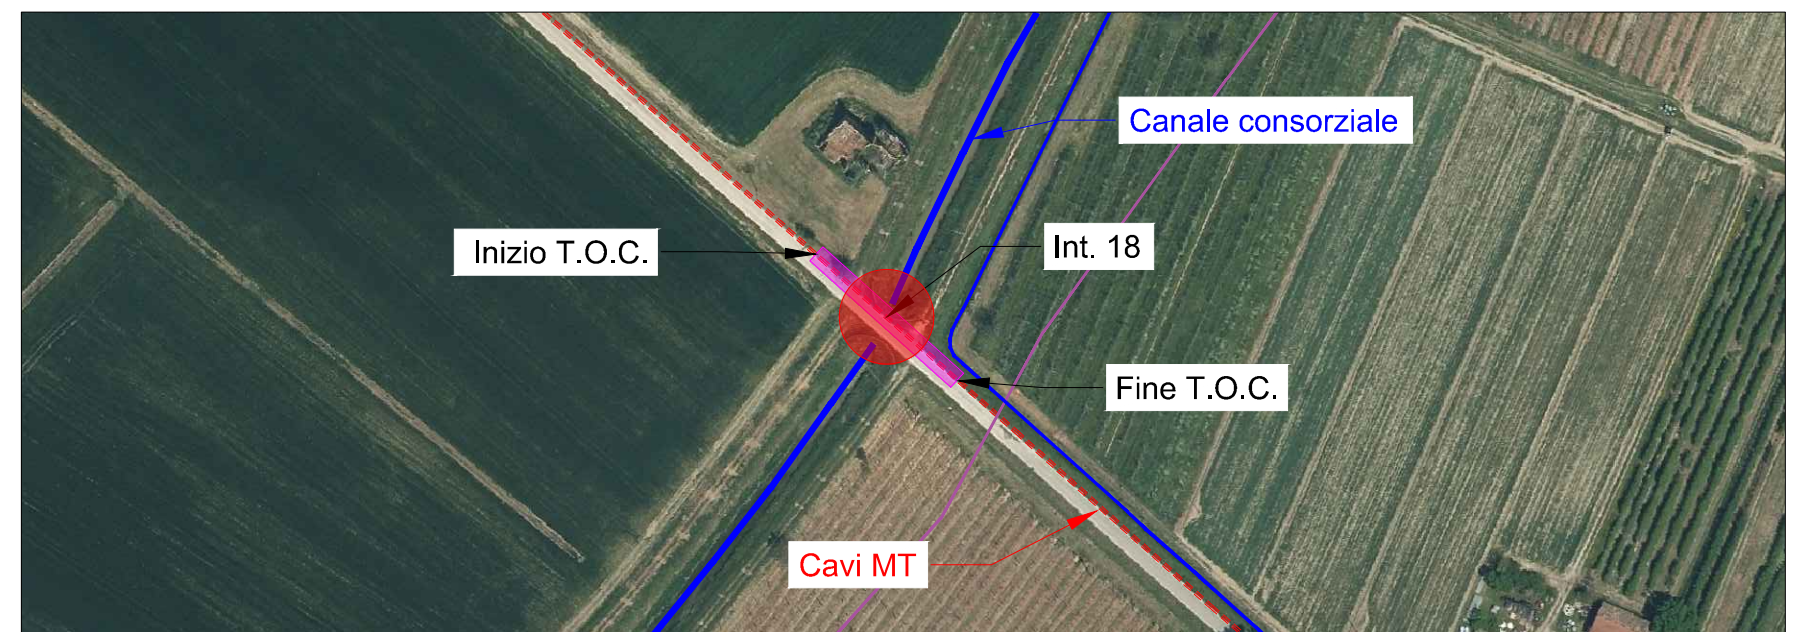 Canale consorziale
Inizio T.O.C.
Int. 18
Fine T.O.C.
Cavi MT